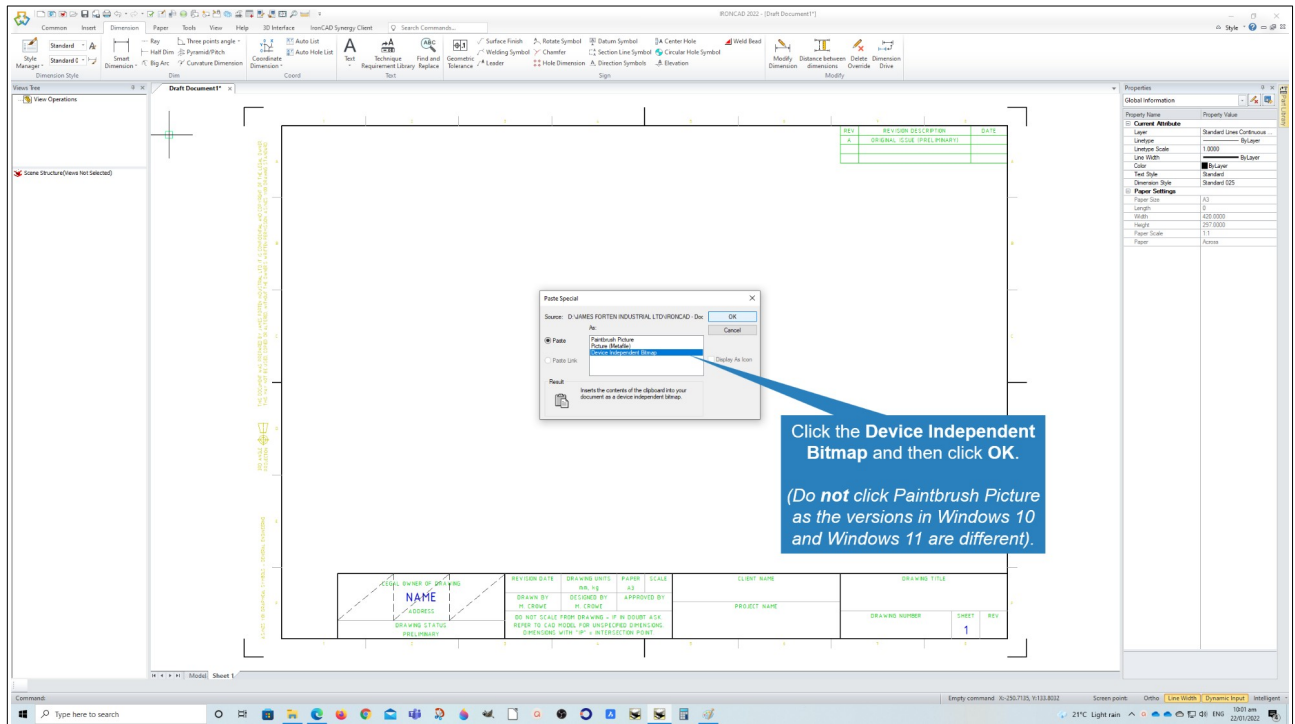 IRONCAD 2022 - [Draft Document1*]
Common Insert Dimension Paper Tools View Help 3D Interface IronCAD Synergy Client Search Commands...
Style
Style Manager
Standard
Standard 0
Smart Dimension
Ray
Half Dim
Big Arc
Three points angle
Pyramid/Pitch
Curvature Dimension
Coordinate Dimension
Auto List
Auto Hole List
Text
Technique Requirement Library
Find and Replace
Geometric Tolerance
Surface Finish
Welding Symbol
Leader
Rotate Symbol
Chamfer
Hole Dimension
Datum Symbol
Section Line Symbol
Direction Symbols
Center Hole
Circular Hole Symbol
Elevation
Weld Bead
Modify Dimension
Distance between dimensions
Delete Override
Dimension Drive
Dimension Style Dim Coord Text Sign Modify
Views Tree
View Operations
Scene Structure(Views Not Selected)
Draft Document1*
REV REVISION DESCRIPTION DATE
A ORIGINAL ISSUE (PRELIMINARY)
Paste Special
Source: D:\JAMES FORTEN INDUSTRIAL LTD\IRONCAD - Doc
OK
Cancel
As:
Paste
Paste Link
Paintbrush Picture
Picture (Metafile)
Device Independent Bitmap
Display As Icon
Result
Inserts the contents of the clipboard into your
document as a device independent bitmap.
Click the Device Independent
Bitmap and then click OK.
(Do not click Paintbrush Picture
as the versions in Windows 10
and Windows 11 are different).
LEGAL OWNER OF DRAWING
NAME
ADDRESS
DRAWING STATUS
PRELIMINARY
REVISION DATE DRAWING UNITS PAPER SCALE
mm, kg A3
DRAWN BY DESIGNED BY APPROVED BY
M. CROWE M. CROWE
DO NOT SCALE FROM DRAWING - IF IN DOUBT ASK
REFER TO CAD MODEL FOR UNSPECIFIED DIMENSIONS
DIMENSIONS WITH "IP" = INTERSECTION POINT
CLIENT NAME
PROJECT NAME
DRAWING TITLE
DRAWING NUMBER SHEET REV
1
Properties
Global Information
Property Name Property Value
Current Attribute
Layer Standard Lines Continuous ...
Linetype ByLayer
Linetype Scale 1.0000
Line Width ByLayer
Color ByLayer
Text Style Standard
Dimension Style Standard 025
Paper Settings
Paper Size A3
Length 0
Width 420.0000
Height 297.0000
Paper Scale 1:1
Paper Across
Part Library
Model Sheet 1
Command: Empty command X:-250.7135, Y:133.8032 Screen point: Ortho Line Width Dynamic Input Intelligent
Type here to search
21°C Light rain ENG 10:01 am
22/01/2022